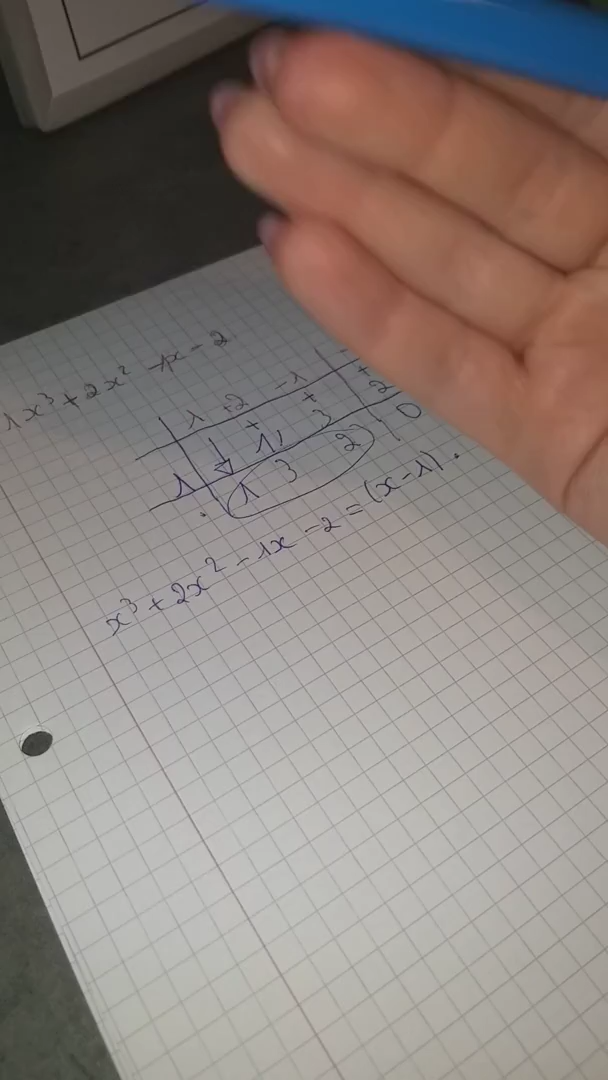 1x³ + 2x² - 1x - 2
1 +2 -1 -
+ + +
1 3 2
1 1 3 2 0
x³ + 2x² - 1x - 2 = (x - 1) ·